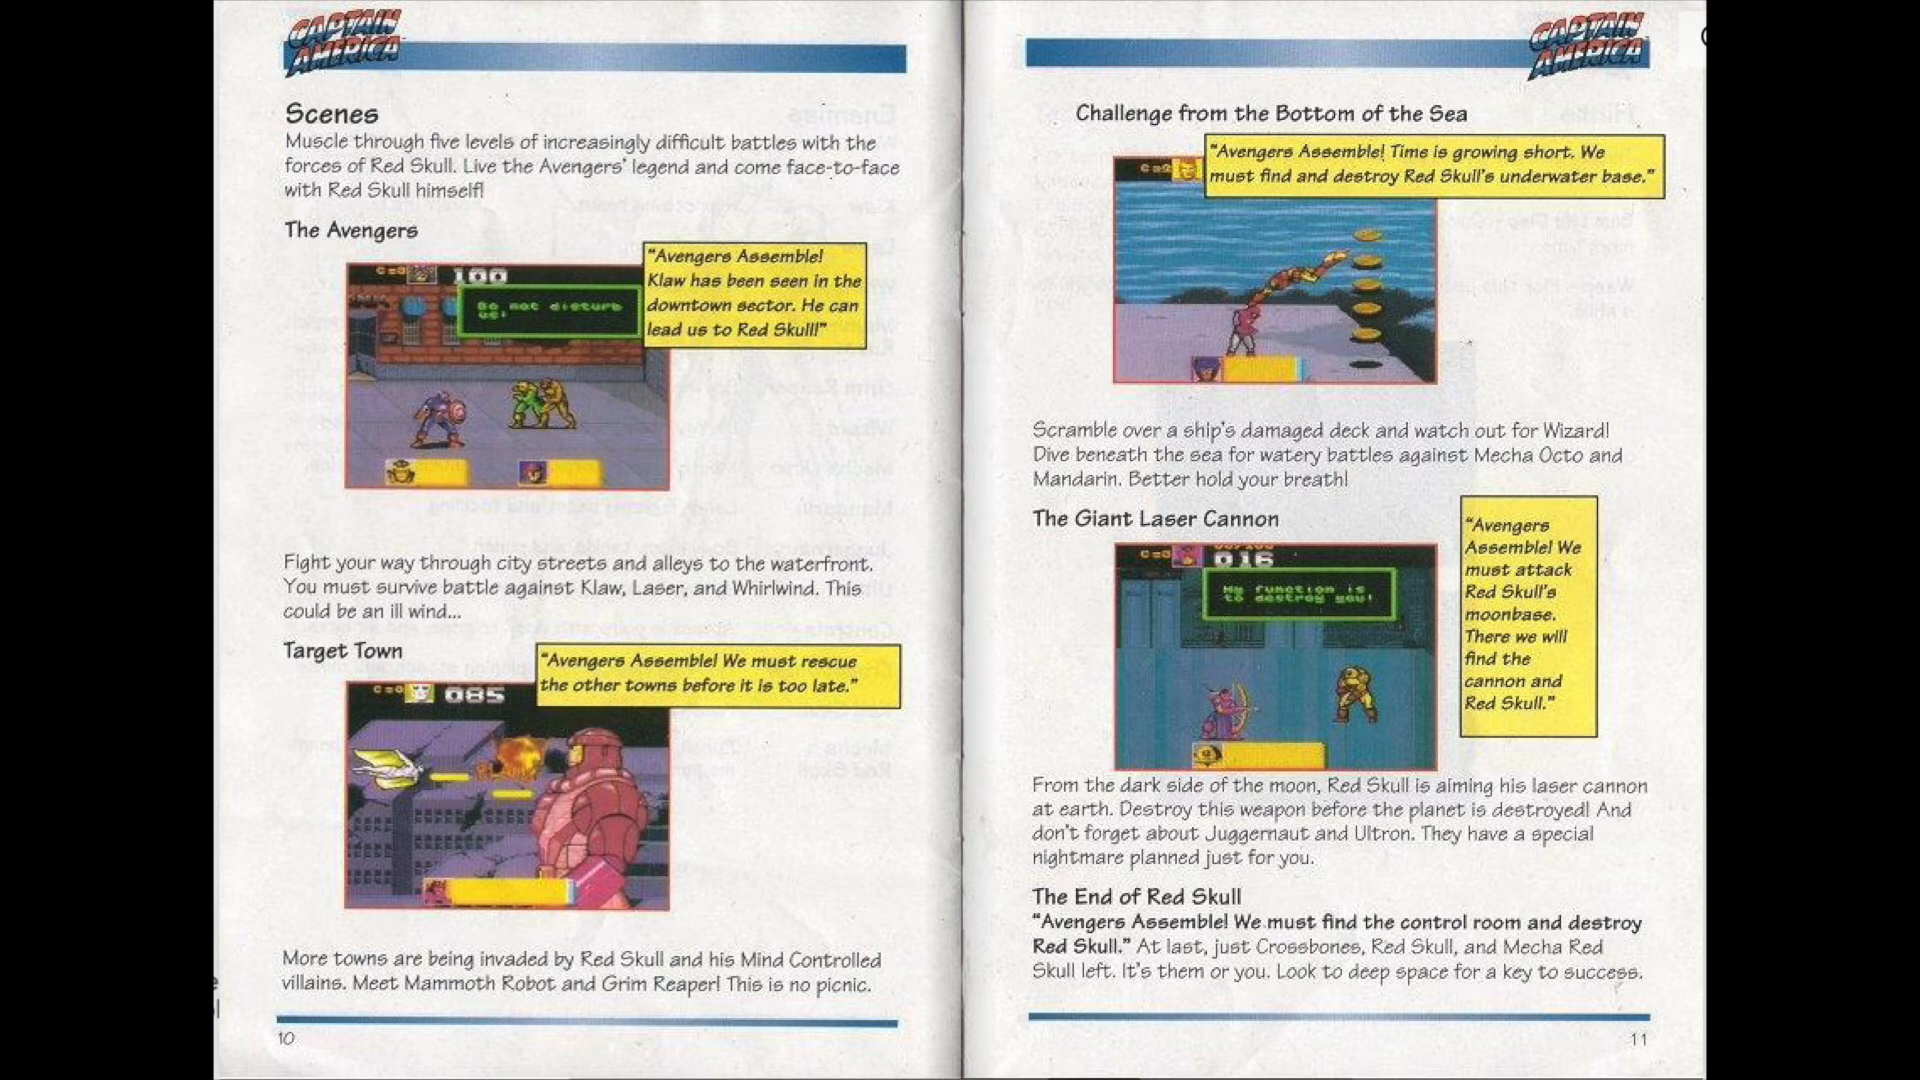 CAPTAIN
AMERICA
Scenes
Muscle through five levels of increasingly difficult battles with the
forces of Red Skull. Live the Avengers' legend and come face-to-face
with Red Skull himself!
The Avengers
100
Do not disturb
us!
"Avengers Assemble!
Klaw has been seen in the
downtown sector. He can
lead us to Red Skull!"
Fight your way through city streets and alleys to the waterfront.
You must survive battle against Klaw, Laser, and Whirlwind. This
could be an ill wind...
Target Town
"Avengers Assemble! We must rescue
the other towns before it is too late."
085
More towns are being invaded by Red Skull and his Mind Controlled
villains. Meet Mammoth Robot and Grim Reaper! This is no picnic.
10
CAPTAIN
AMERICA
Challenge from the Bottom of the Sea
"Avengers Assemble! Time is growing short. We
must find and destroy Red Skull's underwater base."
Scramble over a ship's damaged deck and watch out for Wizard!
Dive beneath the sea for watery battles against Mecha Octo and
Mandarin. Better hold your breath!
The Giant Laser Cannon
016
My function is
to destroy you!
"Avengers
Assemble! We
must attack
Red Skull's
moonbase.
There we will
find the
cannon and
Red Skull."
From the dark side of the moon, Red Skull is aiming his laser cannon
at earth. Destroy this weapon before the planet is destroyed! And
don't forget about Juggernaut and Ultron. They have a special
nightmare planned just for you.
The End of Red Skull
"Avengers Assemble! We must find the control room and destroy
Red Skull." At last, just Crossbones, Red Skull, and Mecha Red
Skull left. It's them or you. Look to deep space for a key to success.
11